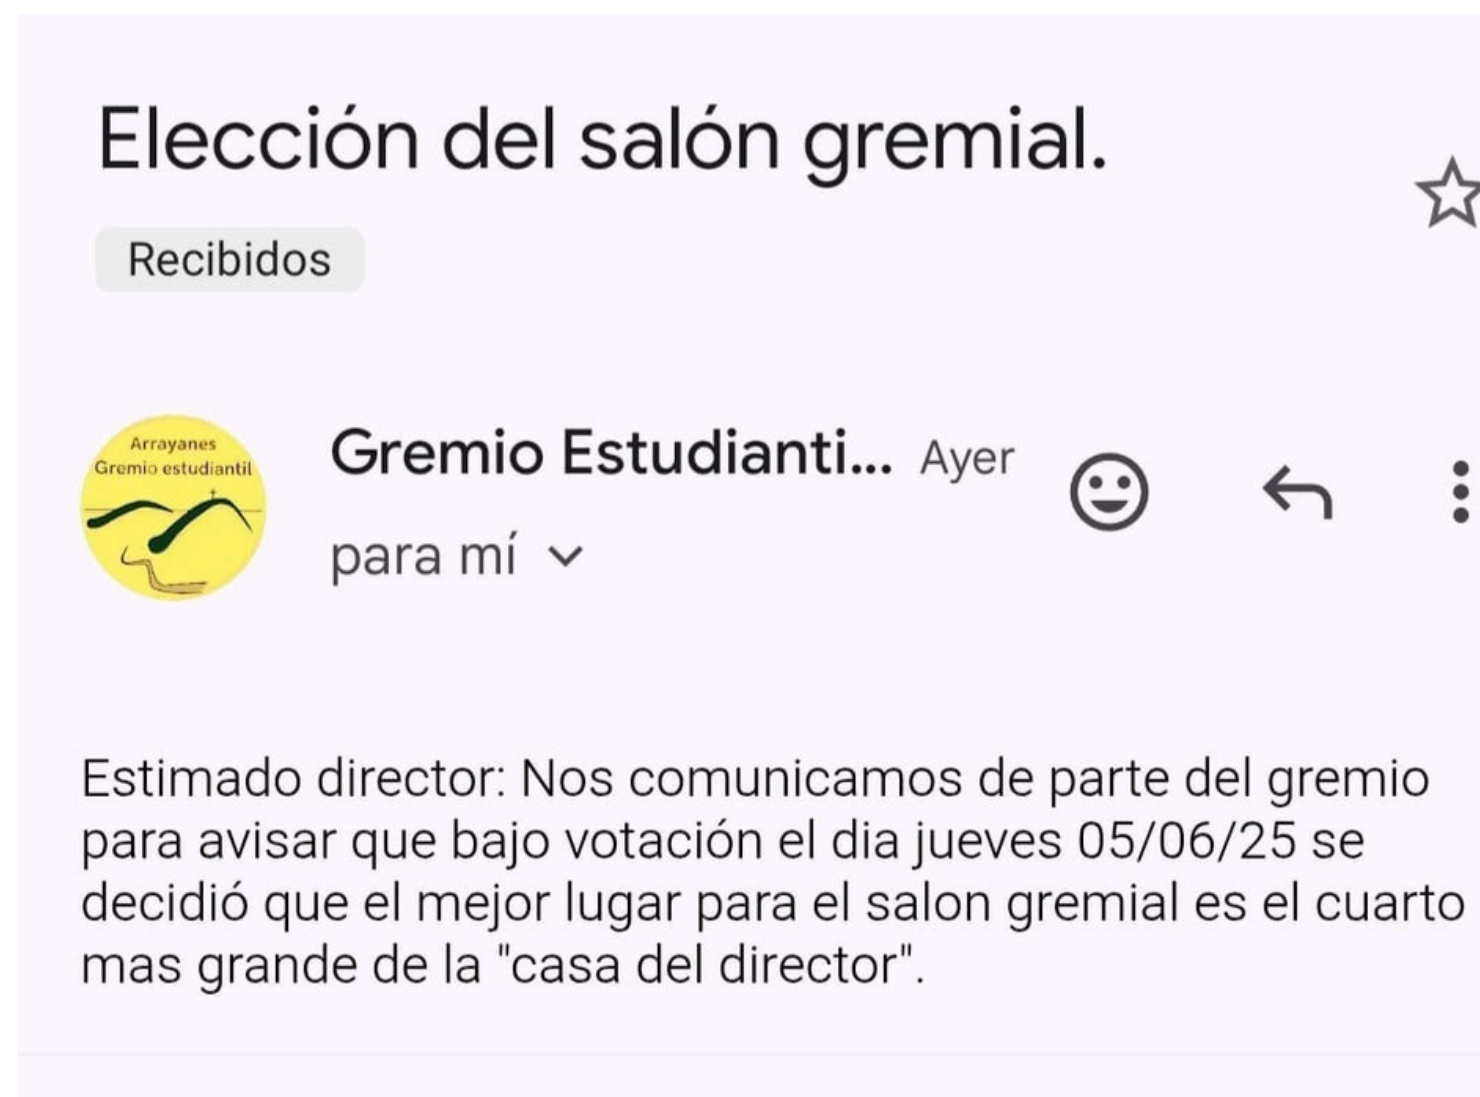 Elección del salón gremial.
Recibidos
Arrayanes
Gremio estudiantil
Gremio Estudianti... Ayer
para mí
Estimado director: Nos comunicamos de parte del gremio
para avisar que bajo votación el dia jueves 05/06/25 se
decidió que el mejor lugar para el salon gremial es el cuarto
mas grande de la "casa del director".